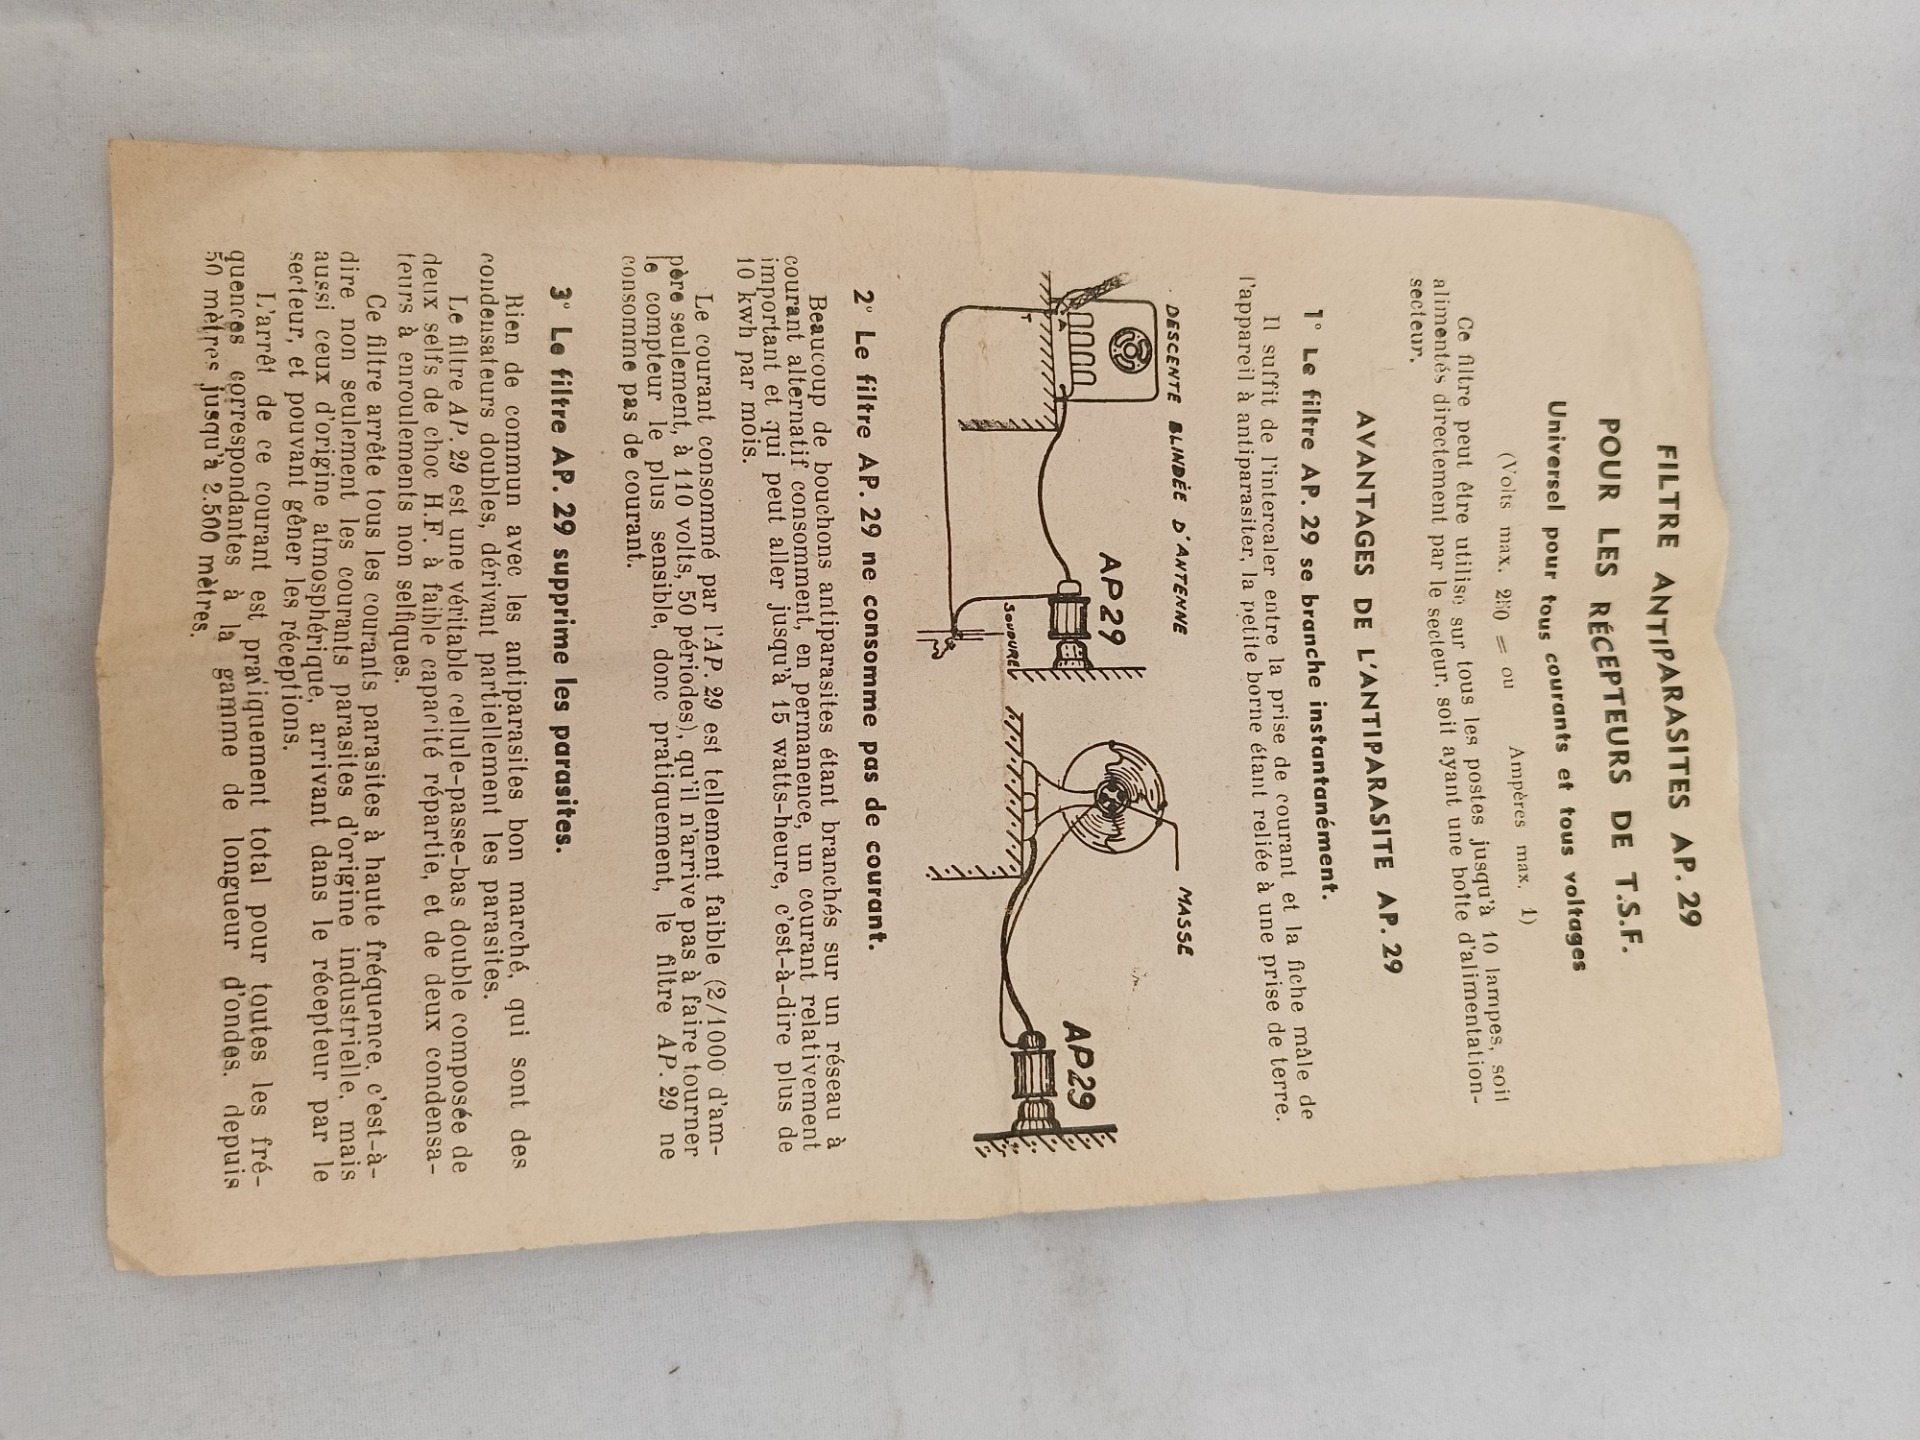 FILTRE ANTIPARASITES AP. 29
POUR LES RÉCEPTEURS DE T.S.F.
Universel pour tous courants et tous voltages
(Volts max. 250 = ou Ampères max. 1)
Ce filtre peut être utilisé sur tous les postes jusqu'à 10 lampes, soit
alimentés directement par le secteur, soit ayant une boîte d'alimentation-
secteur.
AVANTAGES DE L'ANTIPARASITE AP. 29
1° Le filtre AP. 29 se branche instantanément.
Il suffit de l'intercaler entre la prise de courant et la fiche mâle de
l'appareil à antiparasiter, la petite borne étant reliée à une prise de terre.
DESCENTE BLINDÉE D'ANTENNE
MASSE
AP 29
AP 29
A
T
SOUDURE
2° Le filtre AP. 29 ne consomme pas de courant.
Beaucoup de bouchons antiparasites étant branchés sur un réseau à
courant alternatif consomment, en permanence, un courant relativement
important et qui peut aller jusqu'à 15 watts-heure, c'est-à-dire plus de
10 kwh par mois.
Le courant consommé par l'AP. 29 est tellement faible (2/1000 d'am-
père seulement, à 110 volts, 50 périodes), qu'il n'arrive pas à faire tourner
le compteur le plus sensible, donc pratiquement, le filtre AP. 29 ne
consomme pas de courant.
3° Le filtre AP. 29 supprime les parasites.
Rien de commun avec les antiparasites bon marché, qui sont des
condensateurs doubles, dérivant partiellement les parasites.
Le filtre AP. 29 est une véritable cellule-passe-bas double composée de
deux selfs de choc H.F. à faible capacité répartie, et de deux condensa-
teurs à enroulements non selfiques.
Ce filtre arrête tous les courants parasites à haute fréquence, c'est-à-
dire non seulement les courants parasites d'origine industrielle, mais
aussi ceux d'origine atmosphérique, arrivant dans le récepteur par le
secteur, et pouvant gêner les réceptions.
L'arrêt de ce courant est pratiquement total pour toutes les fré-
quences correspondantes à la gamme de longueur d'ondes, depuis
50 mètres jusqu'à 2.500 mètres.